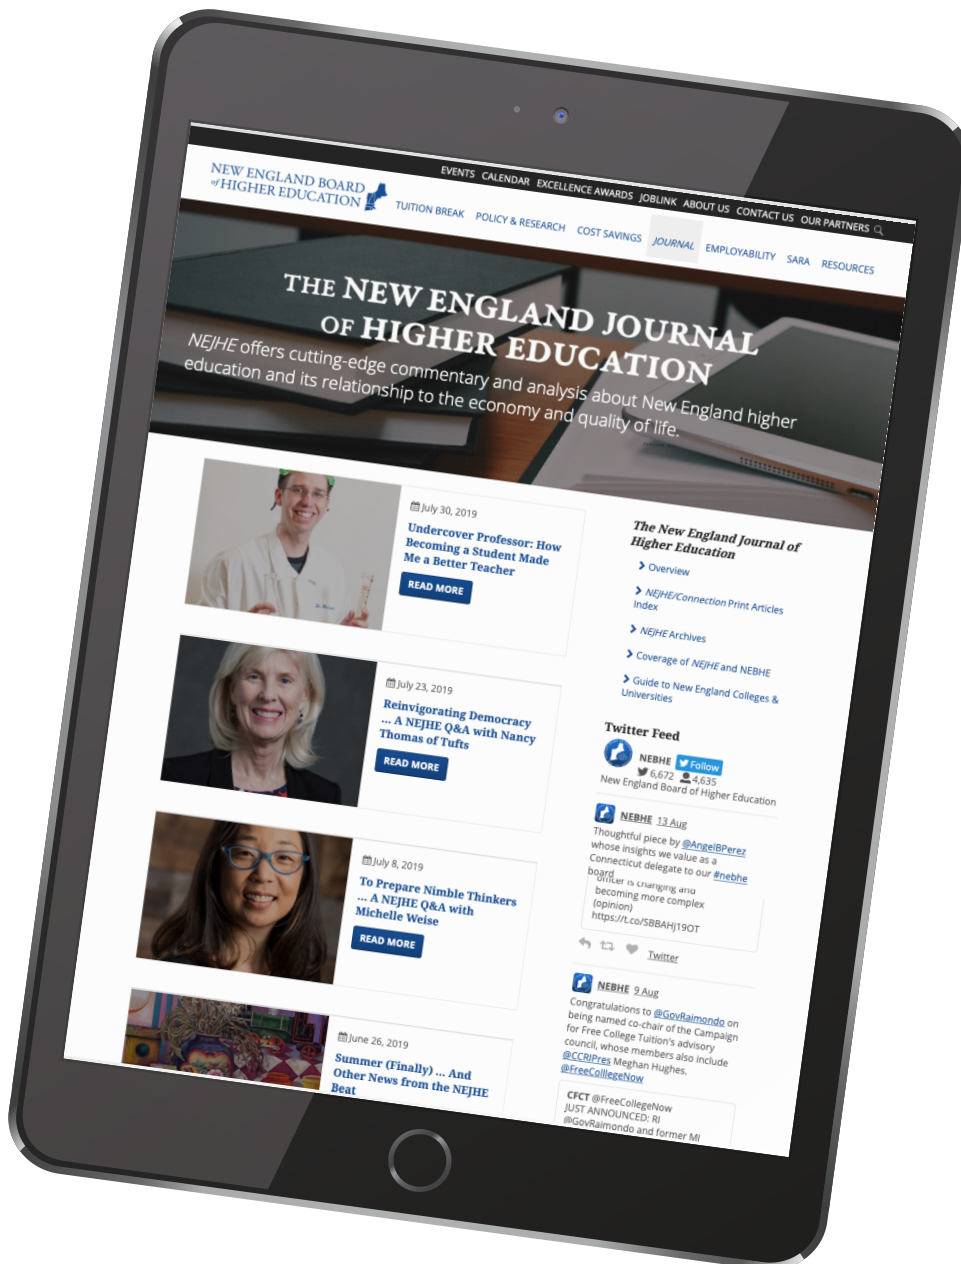 EVENTS CALENDAR EXCELLENCE AWARDS JOBLINK ABOUT US CONTACT US OUR PARTNERS
NEW ENGLAND BOARD
of HIGHER EDUCATION
TUITION BREAK POLICY & RESEARCH COST SAVINGS JOURNAL EMPLOYABILITY SARA RESOURCES
THE NEW ENGLAND JOURNAL
OF HIGHER EDUCATION
NEJHE offers cutting-edge commentary and analysis about New England higher
education and its relationship to the economy and quality of life.
July 30, 2019
Undercover Professor: How
Becoming a Student Made
Me a Better Teacher
READ MORE
July 23, 2019
Reinvigorating Democracy
... A NEJHE Q&A with Nancy
Thomas of Tufts
READ MORE
July 8, 2019
To Prepare Nimble Thinkers
... A NEJHE Q&A with
Michelle Weise
READ MORE
June 26, 2019
Summer (Finally) ... And
Other News from the NEJHE
Beat
The New England Journal of
Higher Education
Overview
NEJHE/Connection Print Articles
Index
NEJHE Archives
Coverage of NEJHE and NEBHE
Guide to New England Colleges &
Universities
Twitter Feed
NEBHE Follow
6,672 4,635
New England Board of Higher Education
NEBHE 13 Aug
Thoughtful piece by @AngelBPerez
whose insights we value as a
Connecticut delegate to our #nebhe
board
officer is changing and
becoming more complex
(opinion)
https://t.co/SBBAHJ19OT
Twitter
NEBHE 9 Aug
Congratulations to @GovRaimondo on
being named co-chair of the Campaign
for Free College Tuition's advisory
council, whose members also include
@CCRIPres Meghan Hughes.
@FreeColllegeNow
CFCT @FreeCollegeNow
JUST ANNOUNCED: RI
@GovRaimondo and former MI